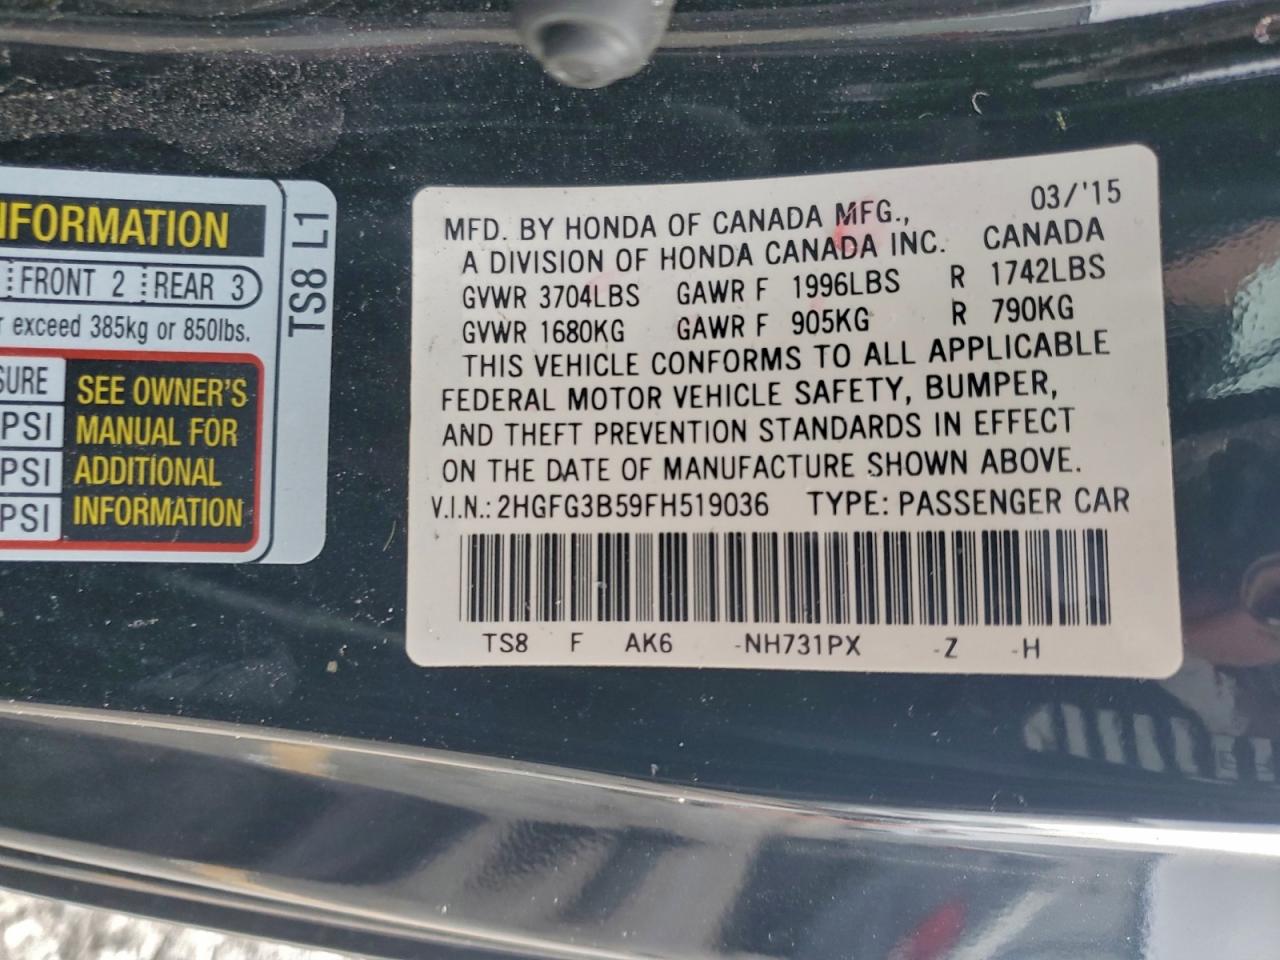 NFORMATION
FRONT 2 REAR 3
exceed 385kg or 850lbs.
SURE
PSI
PSI
PSI
SEE OWNER'S
MANUAL FOR
ADDITIONAL
INFORMATION
TS8 L1
03/'15
MFD. BY HONDA OF CANADA MFG.,
A DIVISION OF HONDA CANADA INC. CANADA
GVWR 3704LBS GAWR F 1996LBS R 1742LBS
GVWR 1680KG GAWR F 905KG R 790KG
THIS VEHICLE CONFORMS TO ALL APPLICABLE
FEDERAL MOTOR VEHICLE SAFETY, BUMPER,
AND THEFT PREVENTION STANDARDS IN EFFECT
ON THE DATE OF MANUFACTURE SHOWN ABOVE.
V.I.N.: 2HGFG3B59FH519036 TYPE: PASSENGER CAR
TS8 F AK6 -NH731PX -Z -H